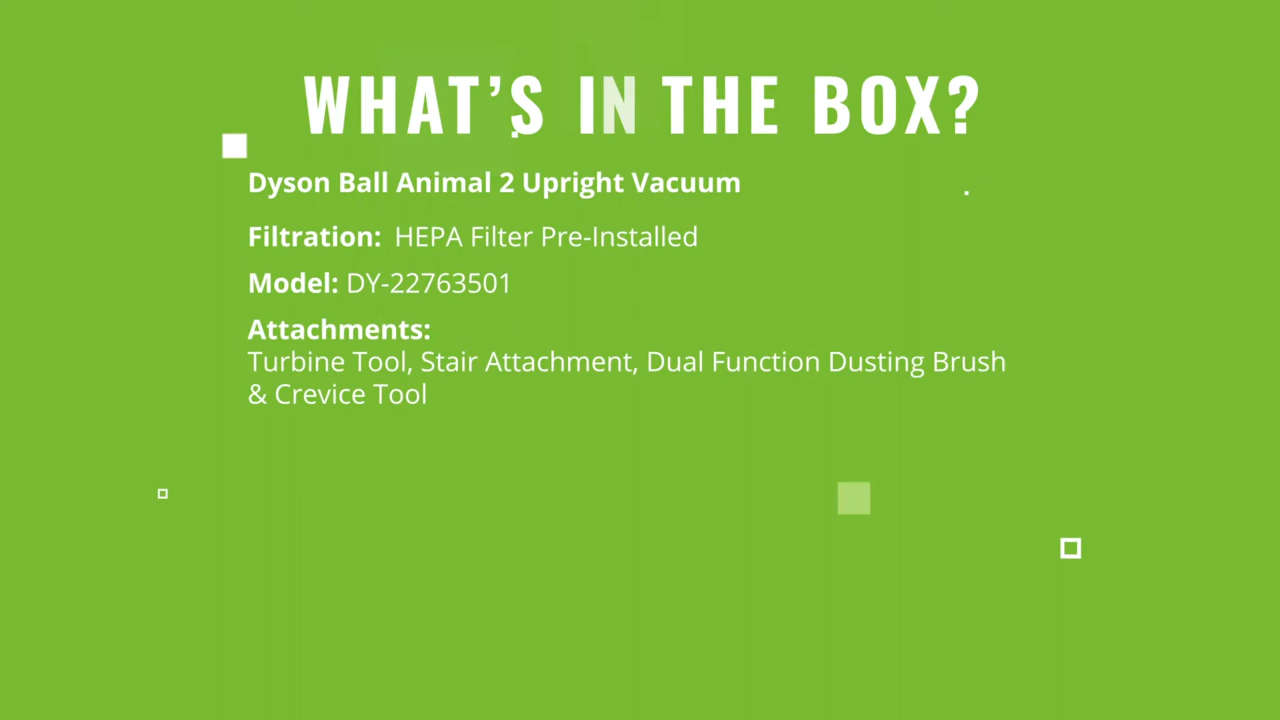 WHAT'S IN THE BOX?
Dyson Ball Animal 2 Upright Vacuum
Filtration: HEPA Filter Pre-Installed
Model: DY-22763501
Attachments:
Turbine Tool, Stair Attachment, Dual Function Dusting Brush
& Crevice Tool